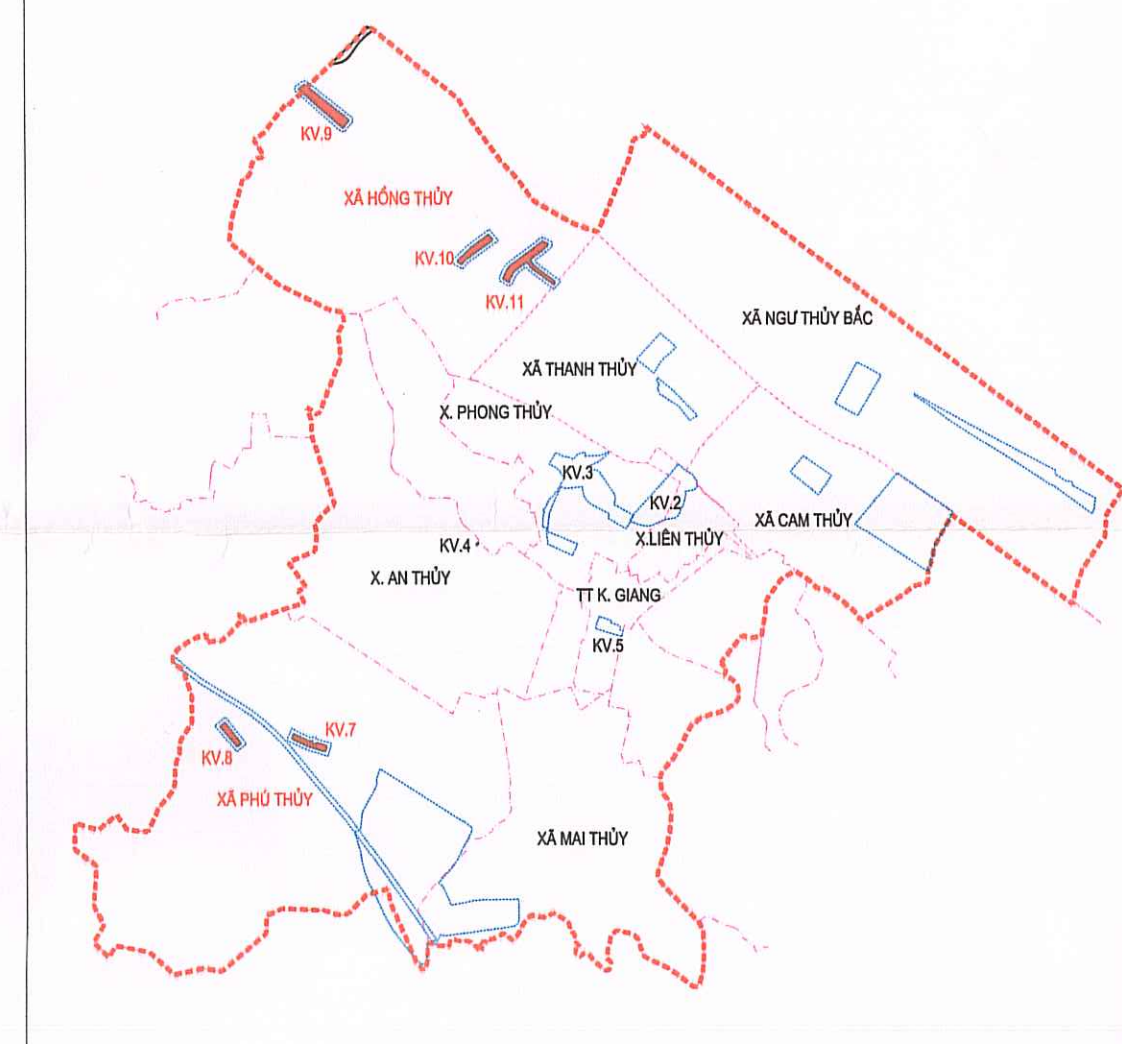 KV.9
XÃ HỒNG THỦY
KV.10
KV.11
XÃ NGƯ THỦY BẮC
XÃ THANH THỦY
X. PHONG THỦY
KV.3
KV.2
XÃ CAM THỦY
X.LIÊN THỦY
KV.4
X. AN THỦY
TT K. GIANG
KV.5
KV.7
KV.8
XÃ PHÚ THỦY
XÃ MAI THỦY